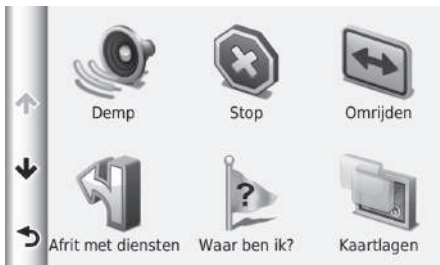 Demp
Stop
Omrijden
Afrit met diensten
Waar ben ik?
Kaartlagen